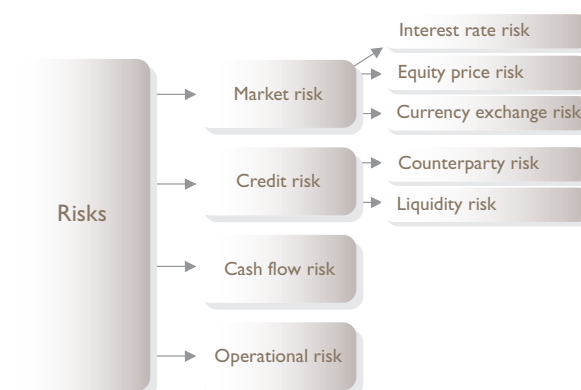 Risks
Market risk
Interest rate risk
Equity price risk
Currency exchange risk
Credit risk
Counterparty risk
Liquidity risk
Cash flow risk
Operational risk